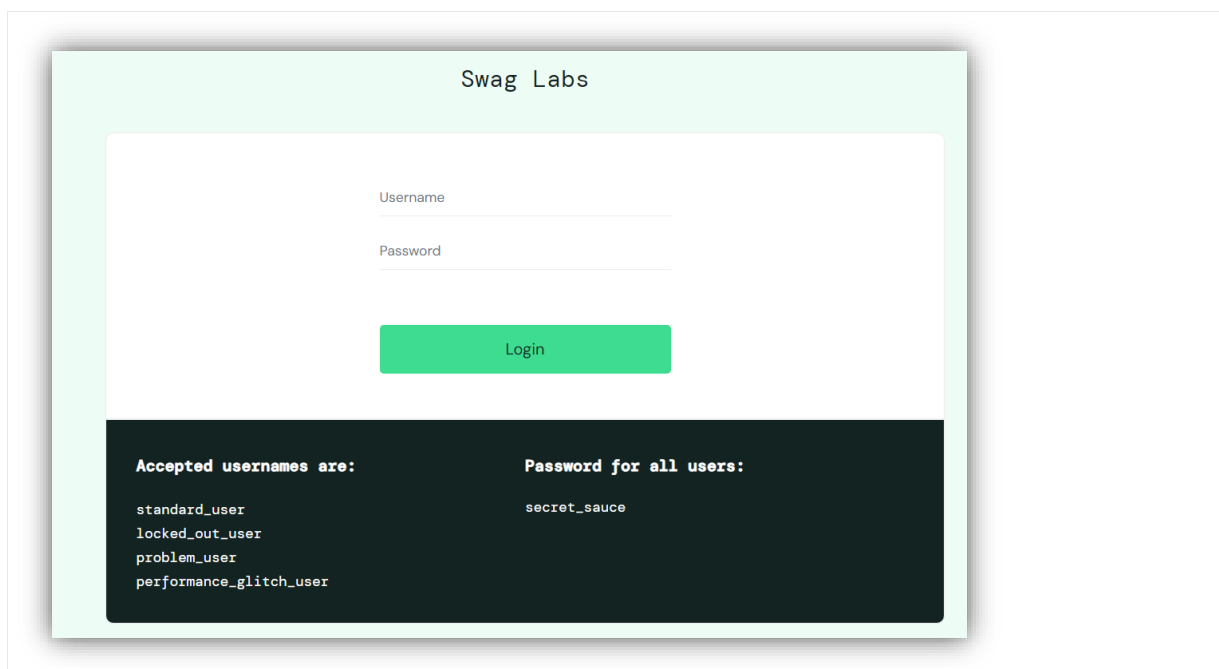 Swag Labs
Username
Password
Login
Accepted usernames are:
standard_user
locked_out_user
problem_user
performance_glitch_user
Password for all users:
secret_sauce